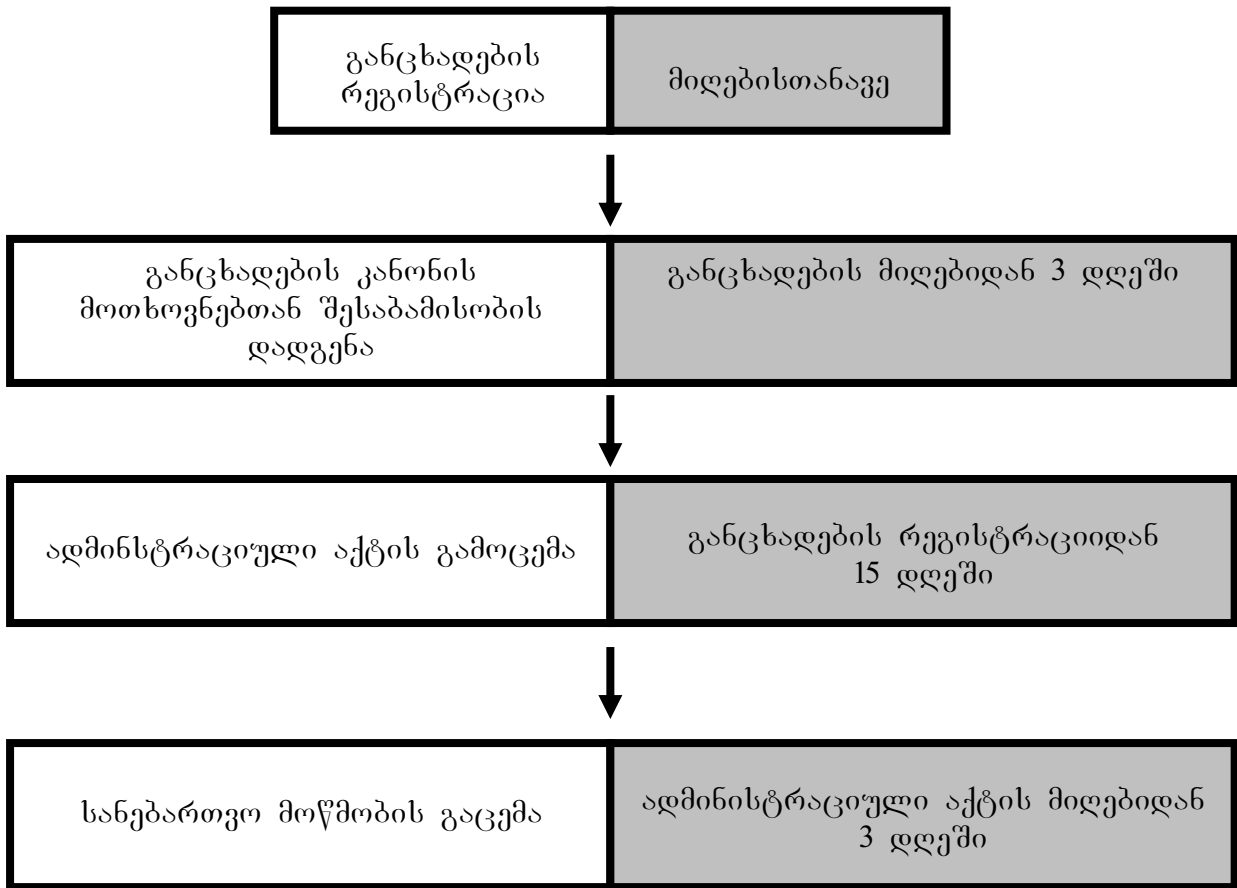 განცხადების
რეგისტრაცია
მიღებისთანავე
განცხადების კანონის
მოთხოვნებთან შესაბამისობის
დადგენა
განცხადების მიღებიდან 3 დღეში
ადმინსტრაციული აქტის გამოცემა
განცხადების რეგისტრაციიდან
15 დღეში
სანებართვო მოწმობის გაცემა
ადმინისტრაციული აქტის მიღებიდან
3 დღეში